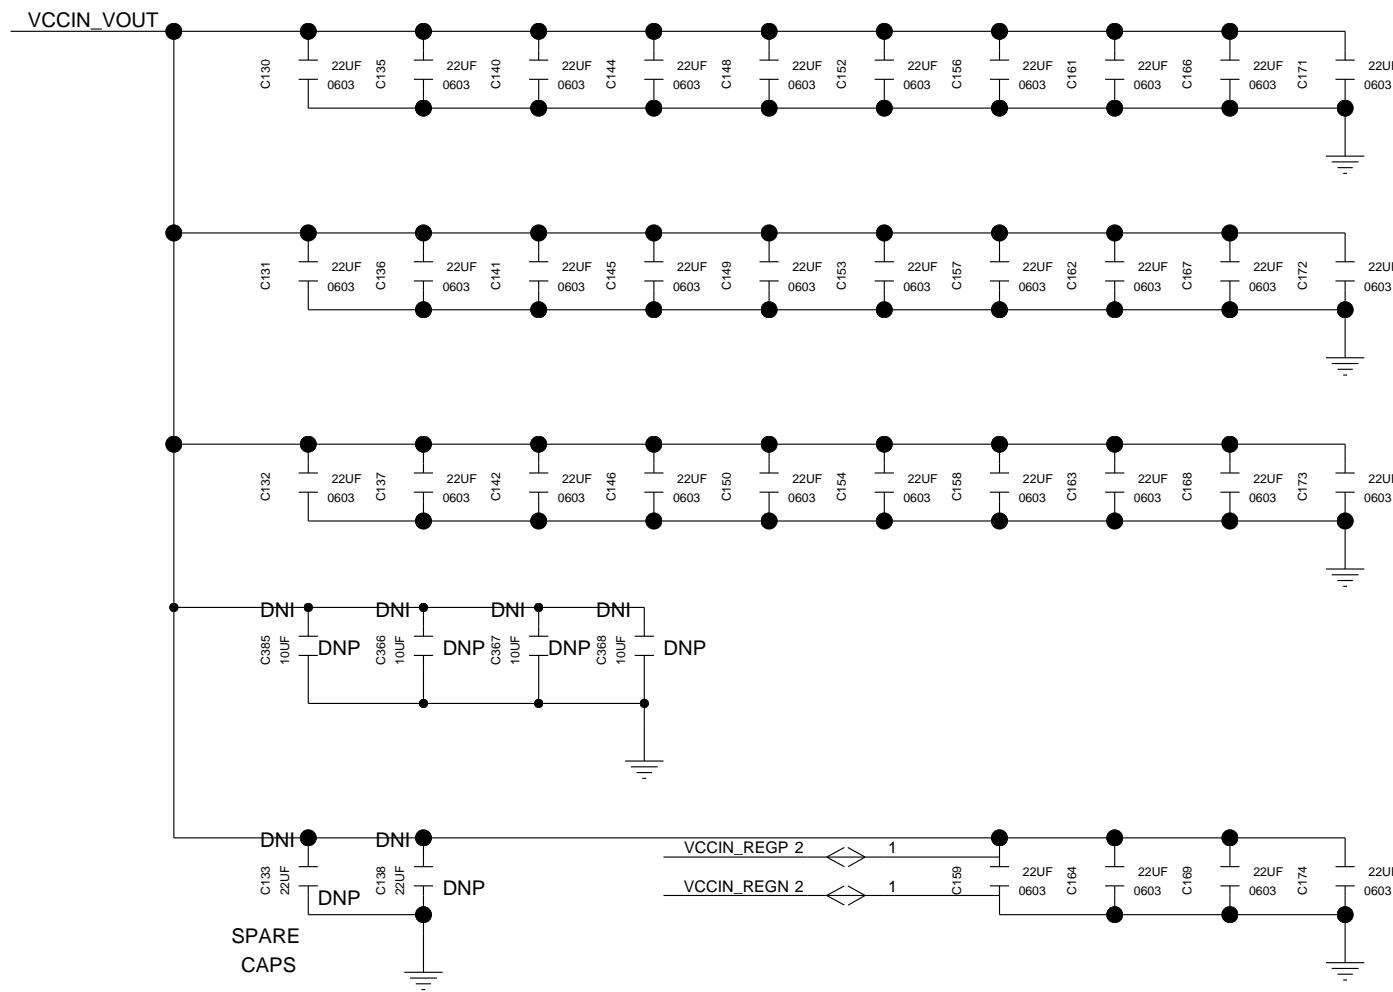 VCCIN_VOUT
C130 22UF 0603 C135 22UF 0603 C140 22UF 0603 C144 22UF 0603 C148 22UF 0603 C152 22UF 0603 C156 22UF 0603 C161 22UF 0603 C166 22UF 0603 C171 22UF 0603
C131 22UF 0603 C136 22UF 0603 C141 22UF 0603 C145 22UF 0603 C149 22UF 0603 C153 22UF 0603 C157 22UF 0603 C162 22UF 0603 C167 22UF 0603 C172 22UF 0603
C132 22UF 0603 C137 22UF 0603 C142 22UF 0603 C146 22UF 0603 C150 22UF 0603 C154 22UF 0603 C158 22UF 0603 C163 22UF 0603 C168 22UF 0603 C173 22UF 0603
DNI DNI DNI DNI
C385 10UF DNP C366 10UF DNP C367 10UF DNP C368 10UF DNP
DNI DNI
VCCIN_REGP 2 1
C133 22UF DNP C138 22UF DNP
VCCIN_REGN 2 1
C159 22UF 0603 C164 22UF 0603 C169 22UF 0603 C174 22UF 0603
SPARE
CAPS